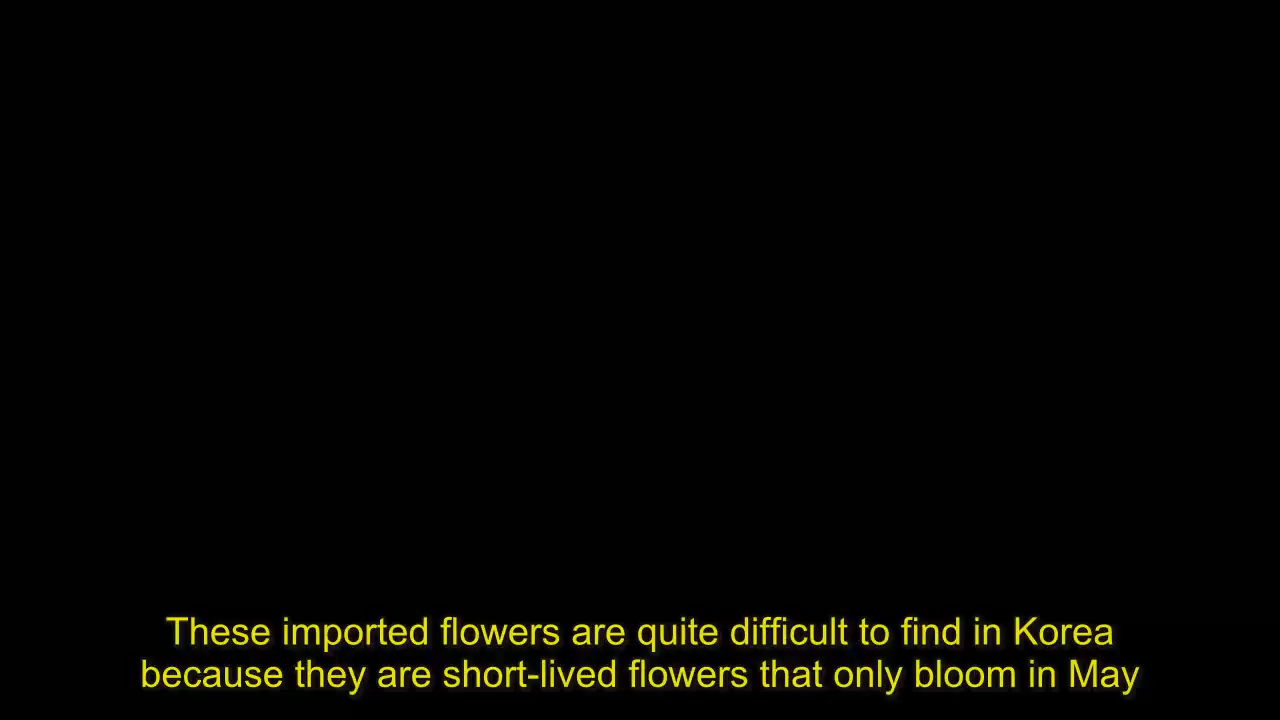 These imported flowers are quite difficult to find in Korea
because they are short-lived flowers that only bloom in May